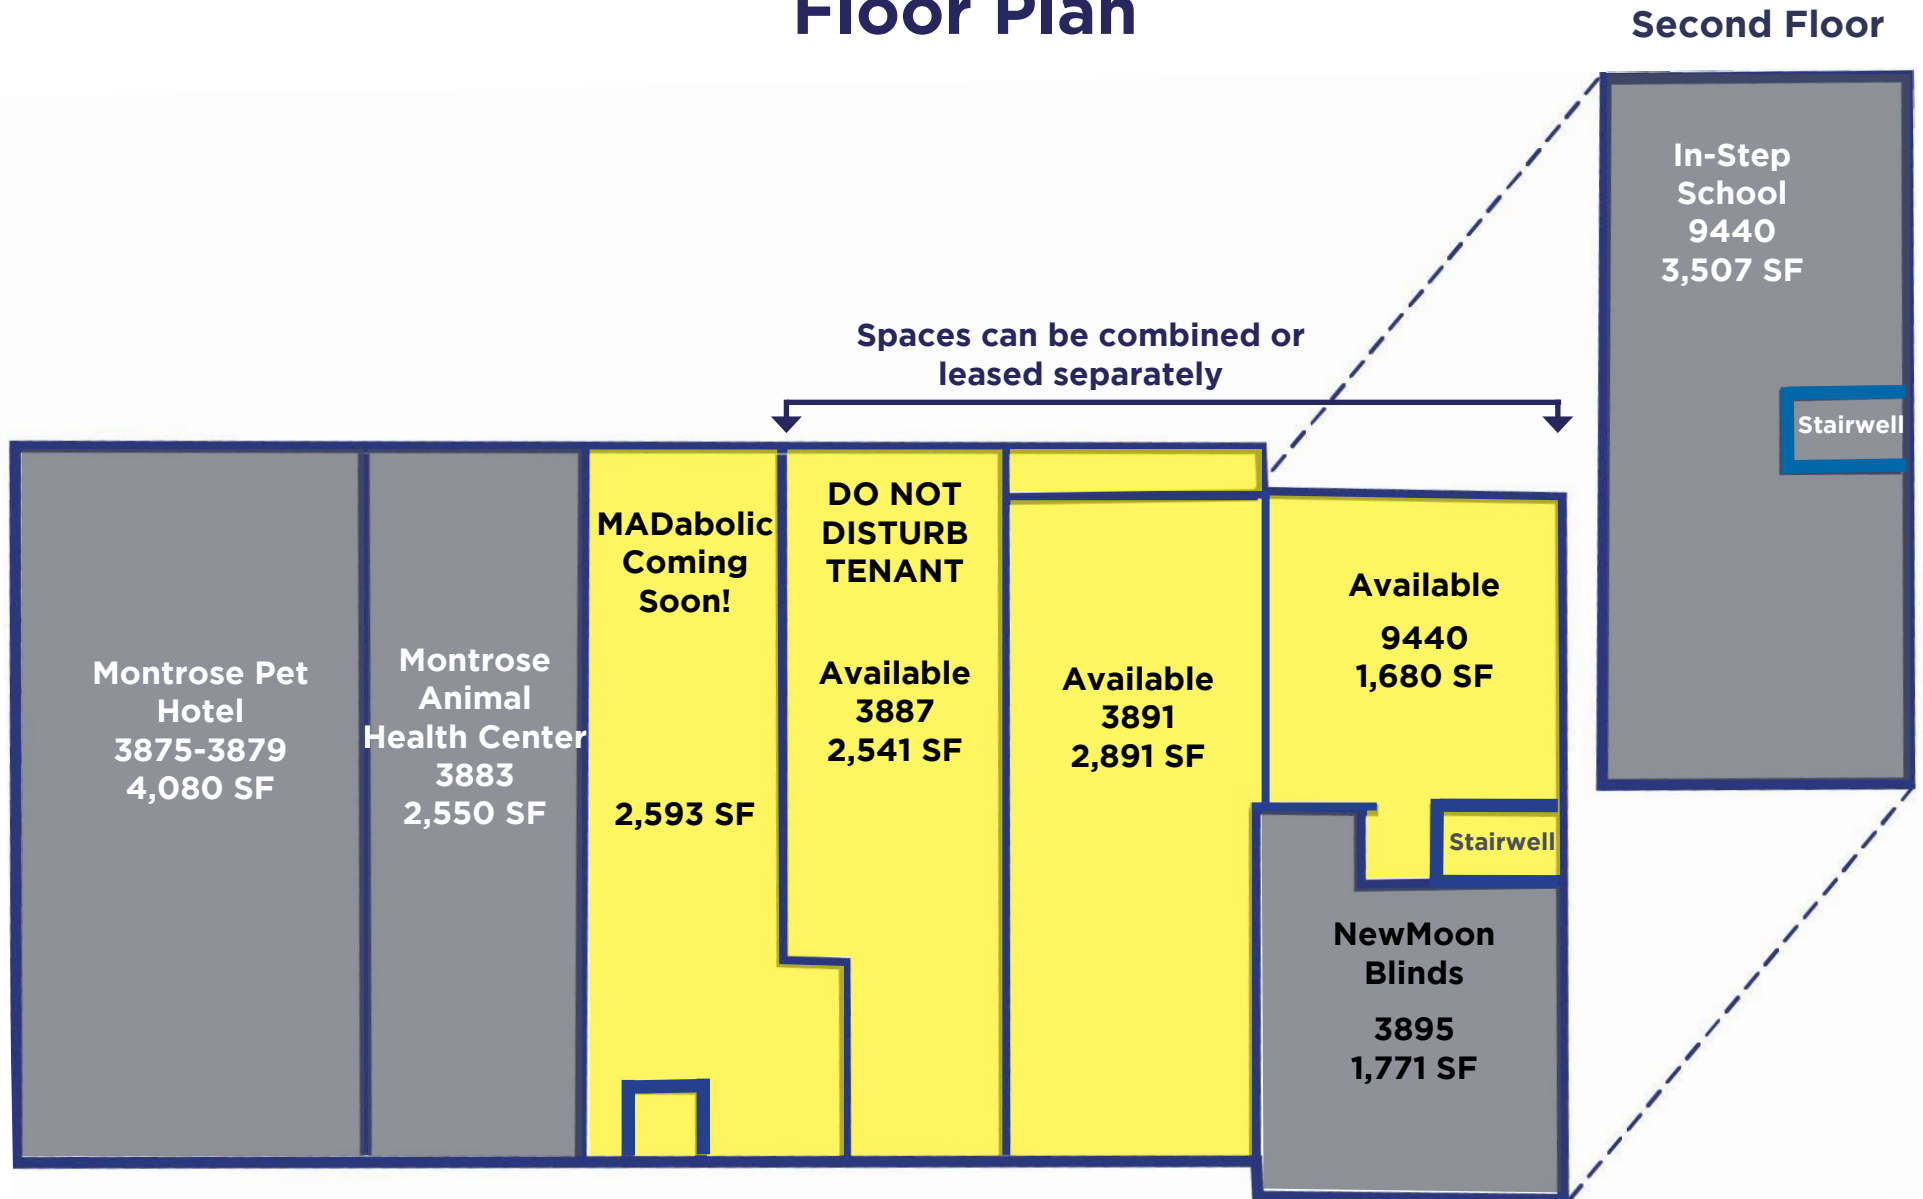 Floor Plan
Second Floor
In-Step
School
9440
3,507 SF
Stairwell
Spaces can be combined or
leased separately
Montrose Pet
Hotel
3875-3879
4,080 SF
Montrose
Animal
Health Center
3883
2,550 SF
MADabolic
Coming
Soon!
2,593 SF
DO NOT
DISTURB
TENANT
Available
3887
2,541 SF
Available
3891
2,891 SF
Available
9440
1,680 SF
Stairwell
NewMoon
Blinds
3895
1,771 SF